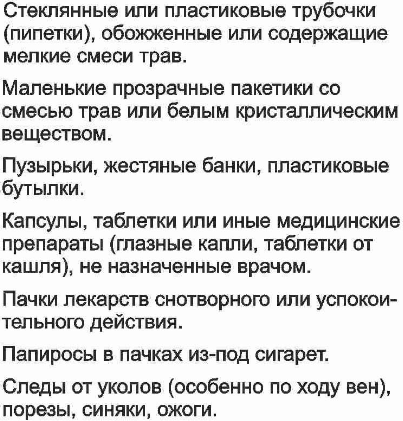 Стеклянные или пластиковые трубочки
(пипетки), обожженные или содержащие
мелкие смеси трав.
Маленькие прозрачные пакетики со
смесью трав или белым кристаллическим
веществом.
Пузырьки, жестяные банки, пластиковые
бутылки.
Капсулы, таблетки или иные медицинские
препараты (глазные капли, таблетки от
кашля), не назначенные врачом.
Пачки лекарств снотворного или успокои-
тельного действия.
Папиросы в пачках из-под сигарет.
Следы от уколов (особенно по ходу вен),
порезы, синяки, ожоги.